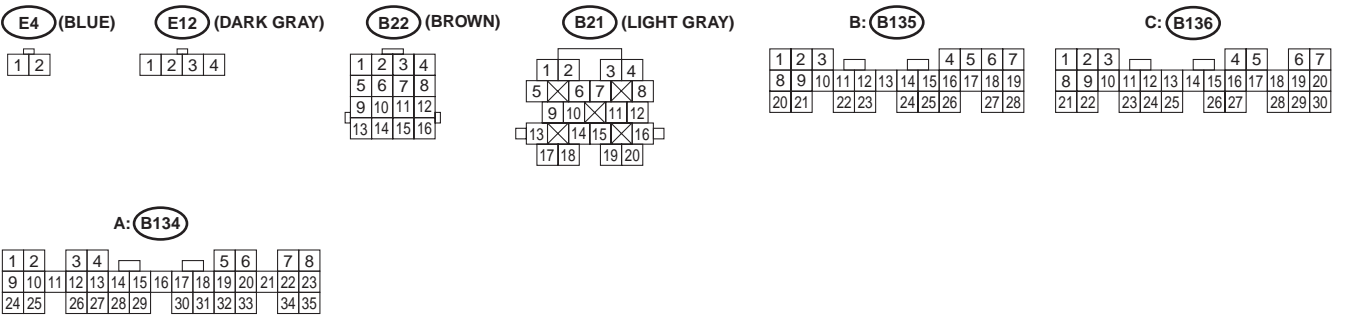 E4 (BLUE)
E12 (DARK GRAY)
B22 (BROWN)
B21 (LIGHT GRAY)
B: B135
C: B136
1 2
1 2 3 4
1 2 3 4
5 6 7 8
9 10 11 12
13 14 15 16
1 2 3 4
5 6 7 8
9 10 11 12
13 14 15 16
17 18 19 20
1 2 3 4 5 6 7
8 9 10 11 12 13 14 15 16 17 18 19
20 21 22 23 24 25 26 27 28
1 2 3 4 5 6 7
8 9 10 11 12 13 14 15 16 17 18 19 20
21 22 23 24 25 26 27 28 29 30
A: B134
1 2 3 4 5 6 7 8
9 10 11 12 13 14 15 16 17 18 19 20 21 22 23
24 25 26 27 28 29 30 31 32 33 34 35